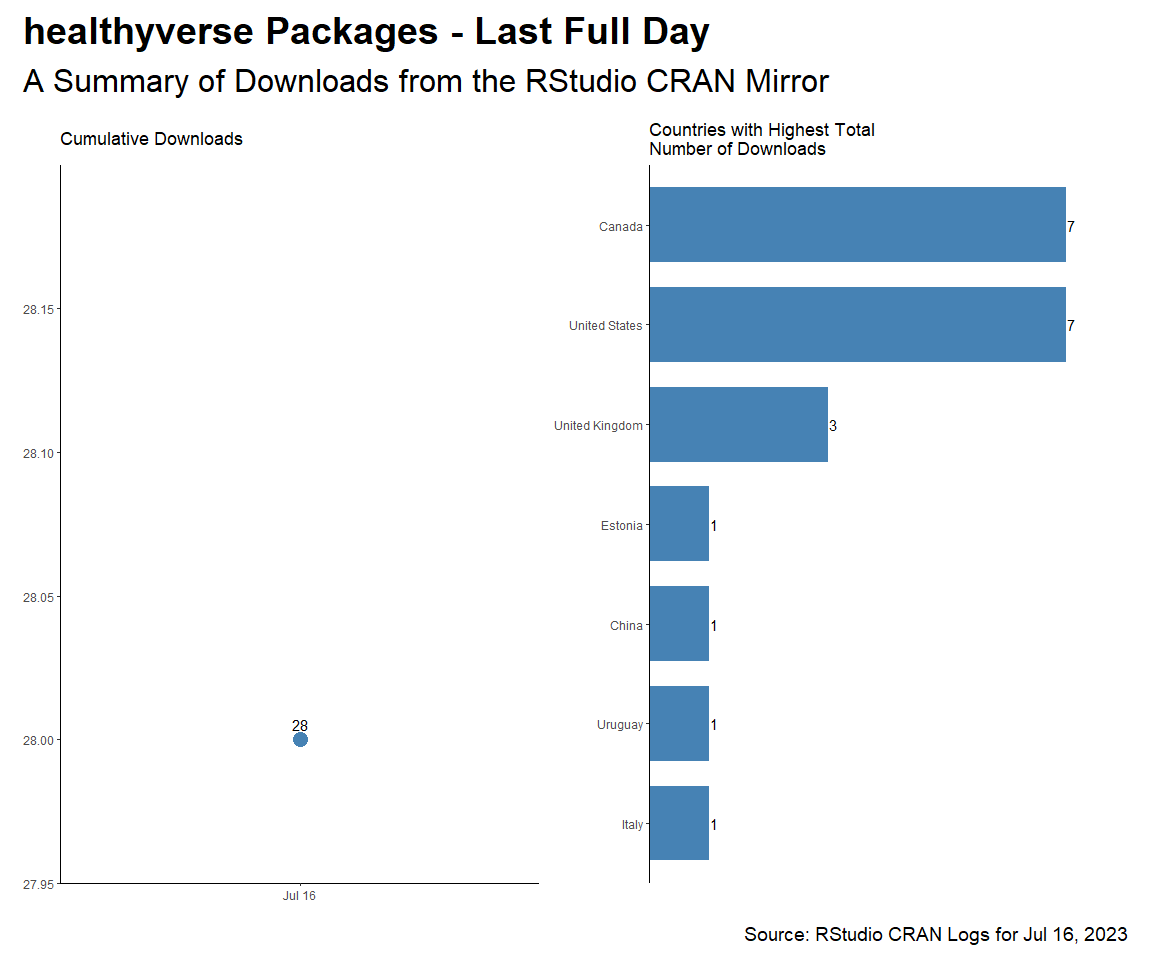 healthyverse Packages - Last Full Day
A Summary of Downloads from the RStudio CRAN Mirror
Cumulative Downloads
28.15
28.10
28.05
28.00
27.95
28
Jul 16
Countries with Highest Total
Number of Downloads
Canada 7
United States 7
United Kingdom 3
Estonia 1
China 1
Uruguay 1
Italy 1
Source: RStudio CRAN Logs for Jul 16, 2023